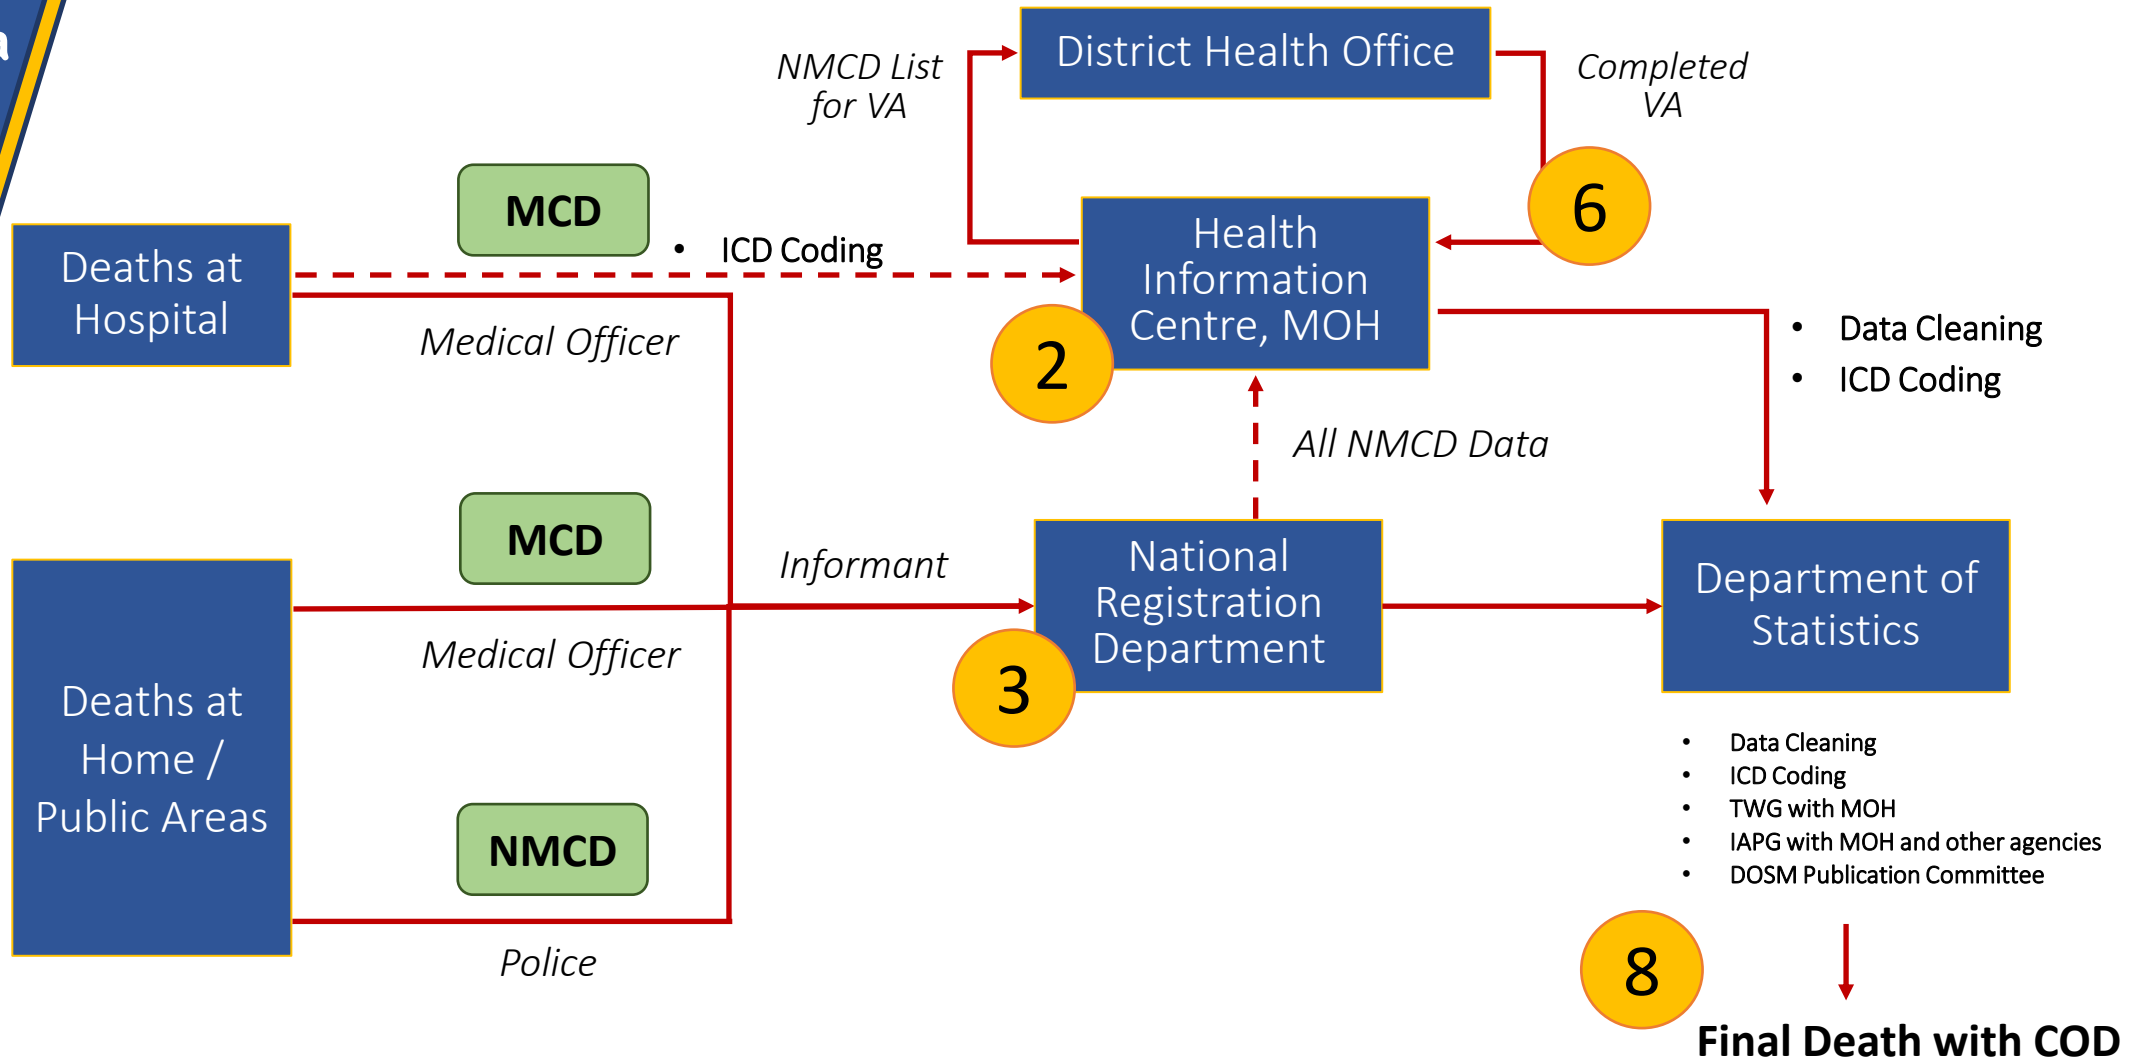 a
District Health Office
NMCD List
for VA
Completed
VA
6
MCD
• ICD Coding
Deaths at
Hospital
Medical Officer
Health
Information
Centre, MOH
2
• Data Cleaning
• ICD Coding
All NMCD Data
MCD
Informant
Medical Officer
National
Registration
Department
3
Department of
Statistics
Deaths at
Home /
Public Areas
NMCD
Police
• Data Cleaning
• ICD Coding
• TWG with MOH
• IAPG with MOH and other agencies
• DOSM Publication Committee
8
Final Death with COD